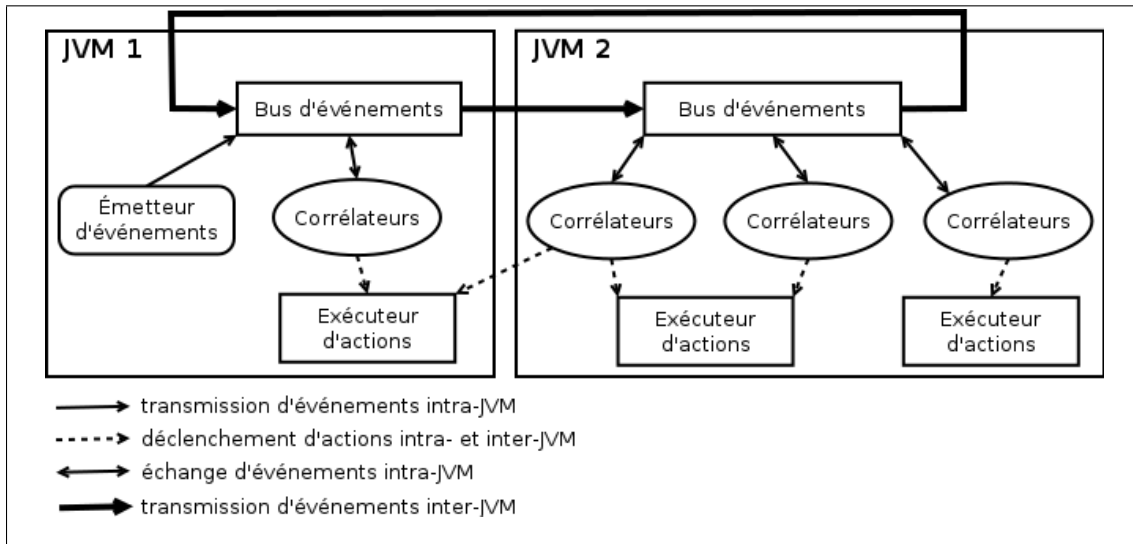 JVM 1
JVM 2
Bus d'événements
Bus d'événements
Émetteur
d'événements
Corrélateurs
Corrélateurs
Corrélateurs
Corrélateurs
Exécuteur
d'actions
Exécuteur
d'actions
Exécuteur
d'actions
transmission d'événements intra-JVM
déclenchement d'actions intra- et inter-JVM
échange d'événements intra-JVM
transmission d'événements inter-JVM